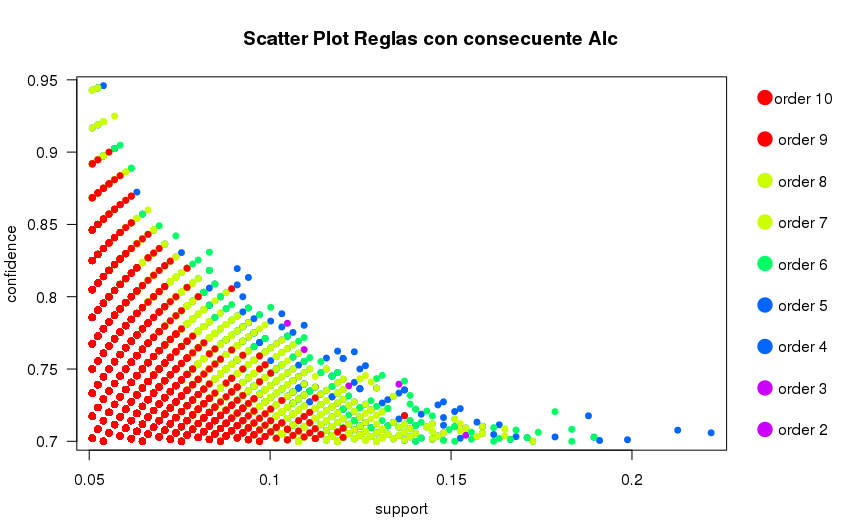 Scatter Plot Reglas con consecuente Alc
0.95
0.9
0.85
0.8
0.75
0.7
confidence
0.05
0.1
0.15
0.2
support
order 10
order 9
order 8
order 7
order 6
order 5
order 4
order 3
order 2